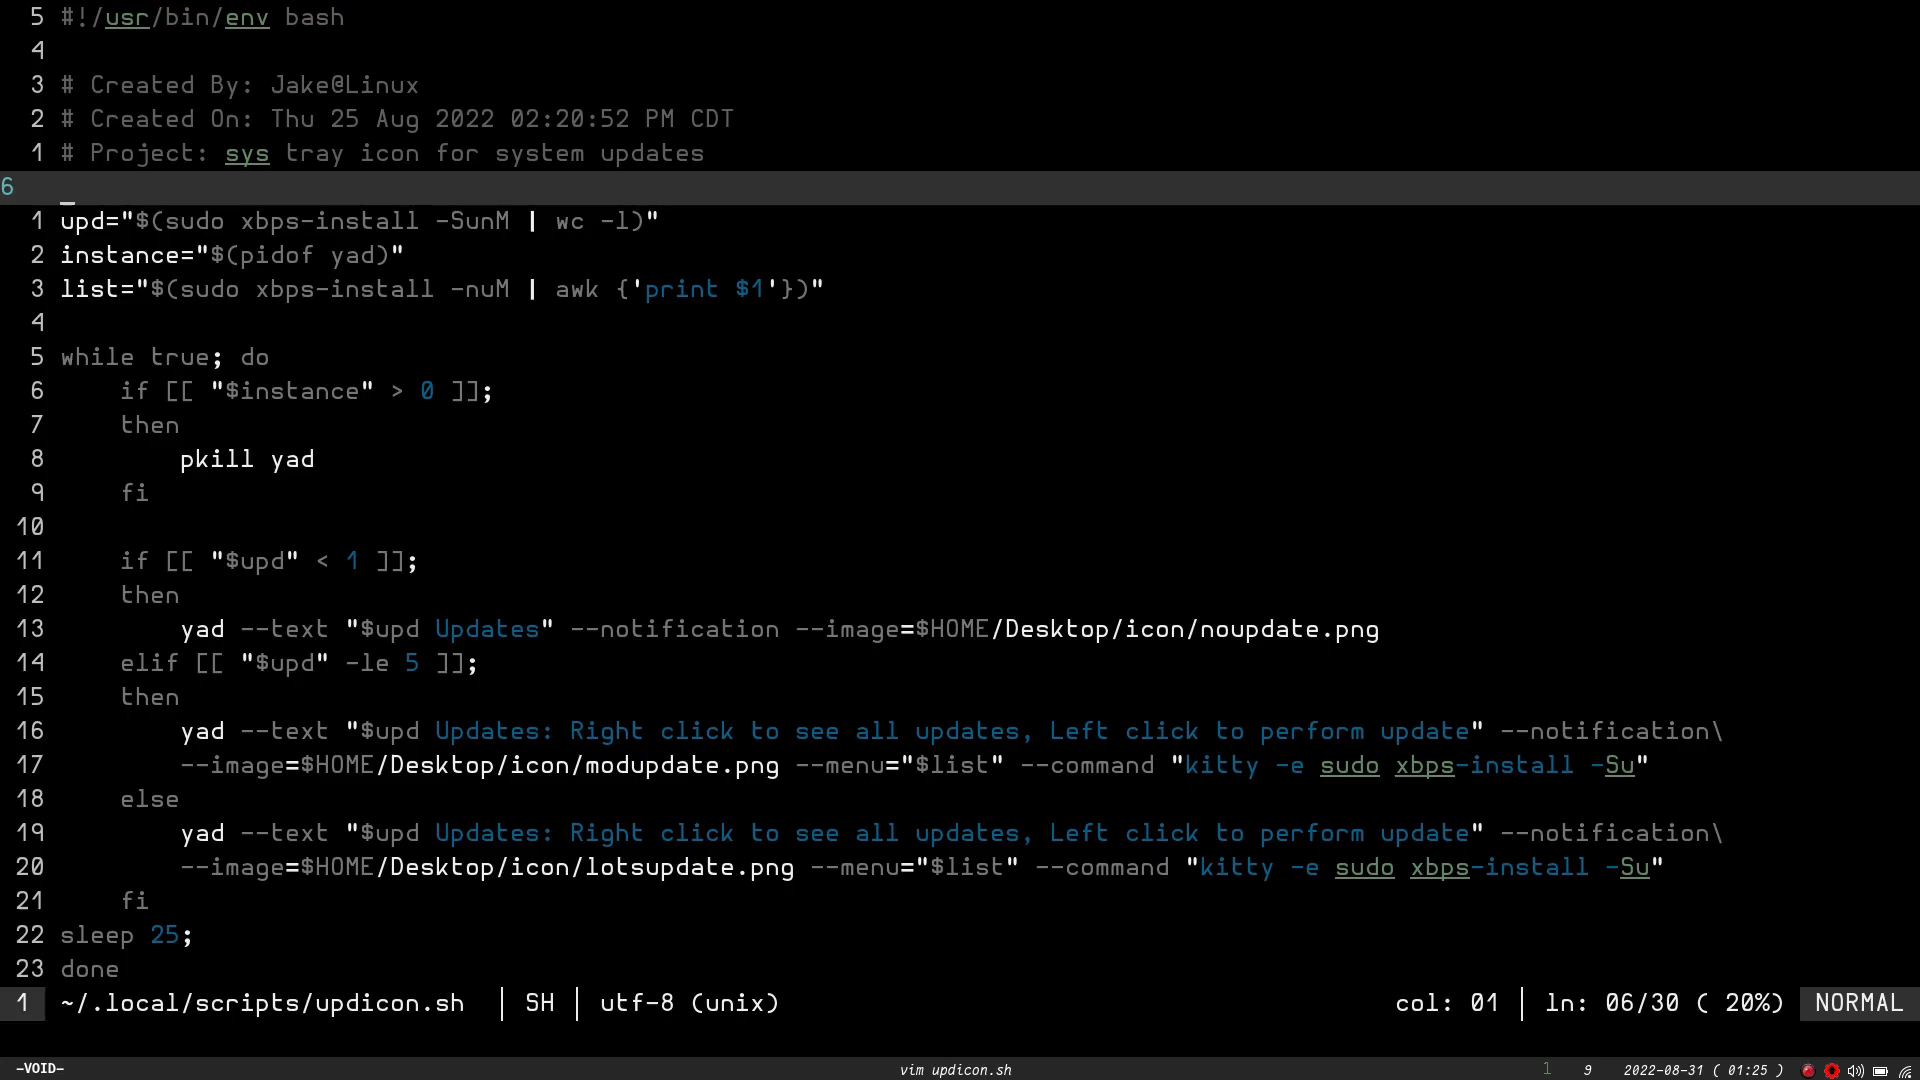 5 #!/usr/bin/env bash
4
3 # Created By: Jake@Linux
2 # Created On: Thu 25 Aug 2022 02:20:52 PM CDT
1 # Project: sys tray icon for system updates
6
1 upd="$(sudo xbps-install -SunM | wc -l)"
2 instance="$(pidof yad)"
3 list="$(sudo xbps-install -nuM | awk {'print $1'})"
4
5 while true; do
6     if [[ "$instance" > 0 ]];
7     then
8         pkill yad
9     fi
10
11     if [[ "$upd" < 1 ]];
12     then
13         yad --text "$upd Updates" --notification --image=$HOME/Desktop/icon/noupdate.png
14     elif [[ "$upd" -le 5 ]];
15     then
16         yad --text "$upd Updates: Right click to see all updates, Left click to perform update" --notification\
17         --image=$HOME/Desktop/icon/modupdate.png --menu="$list" --command "kitty -e sudo xbps-install -Su"
18     else
19         yad --text "$upd Updates: Right click to see all updates, Left click to perform update" --notification\
20         --image=$HOME/Desktop/icon/lotsupdate.png --menu="$list" --command "kitty -e sudo xbps-install -Su"
21     fi
22 sleep 25;
23 done
1 ~/.local/scripts/updicon.sh | SH | utf-8 (unix) col: 01 | ln: 06/30 ( 20%) NORMAL
-VOID- vim updicon.sh 1 9 2022-08-31 ( 01:25 )